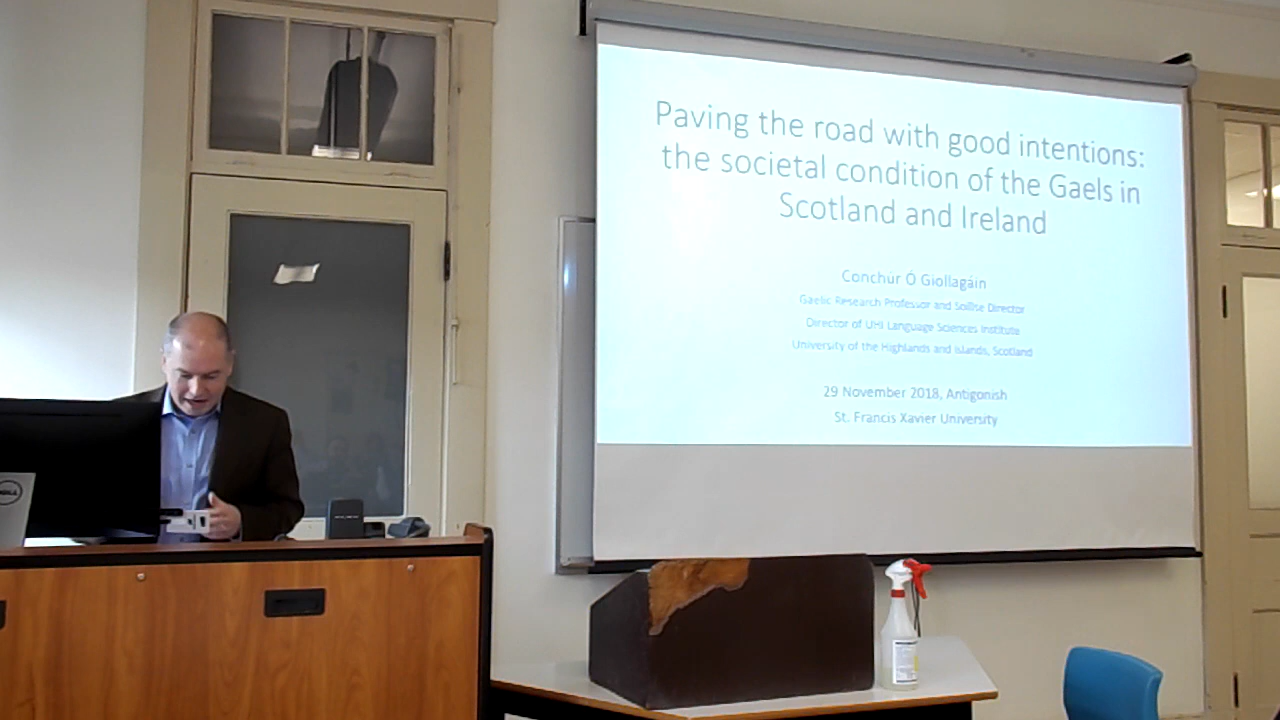 Paving the road with good intentions:
the societal condition of the Gaels in
Scotland and Ireland
Conchúr Ó Giollagáin
Gaelic Research Professor and Soillse Director
Director of UHI Language Sciences Institute
University of the Highlands and Islands, Scotland
29 November 2018, Antigonish
St. Francis Xavier University
DELL